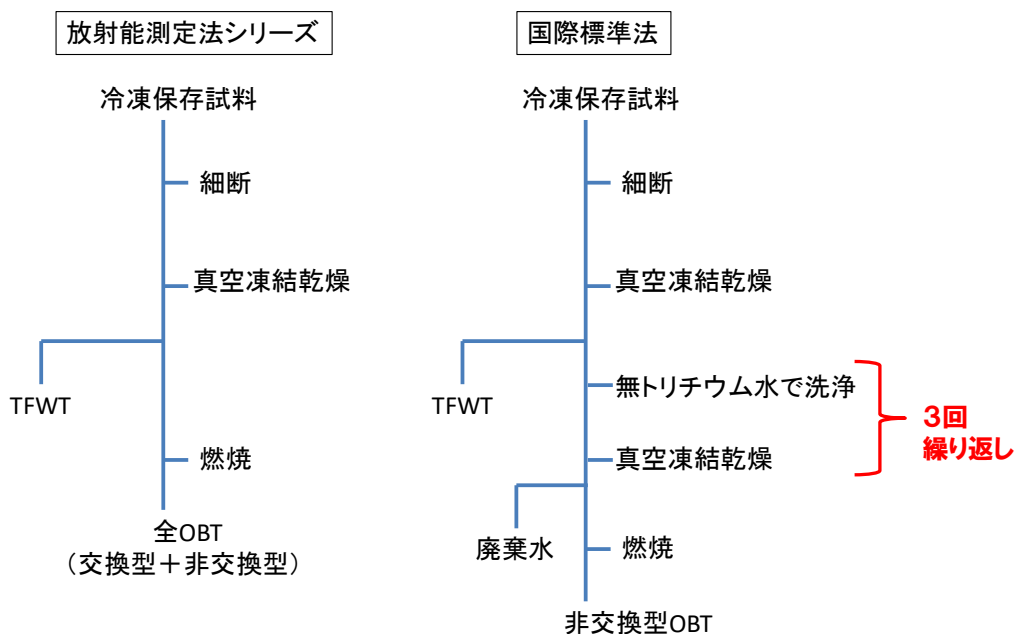 放射能測定法シリーズ
冷凍保存試料
細断
真空凍結乾燥
TFWT
燃焼
全OBT
（交換型＋非交換型）
国際標準法
冷凍保存試料
細断
真空凍結乾燥
TFWT
無トリチウム水で洗浄
真空凍結乾燥
３回
繰り返し
廃棄水
燃焼
非交換型OBT